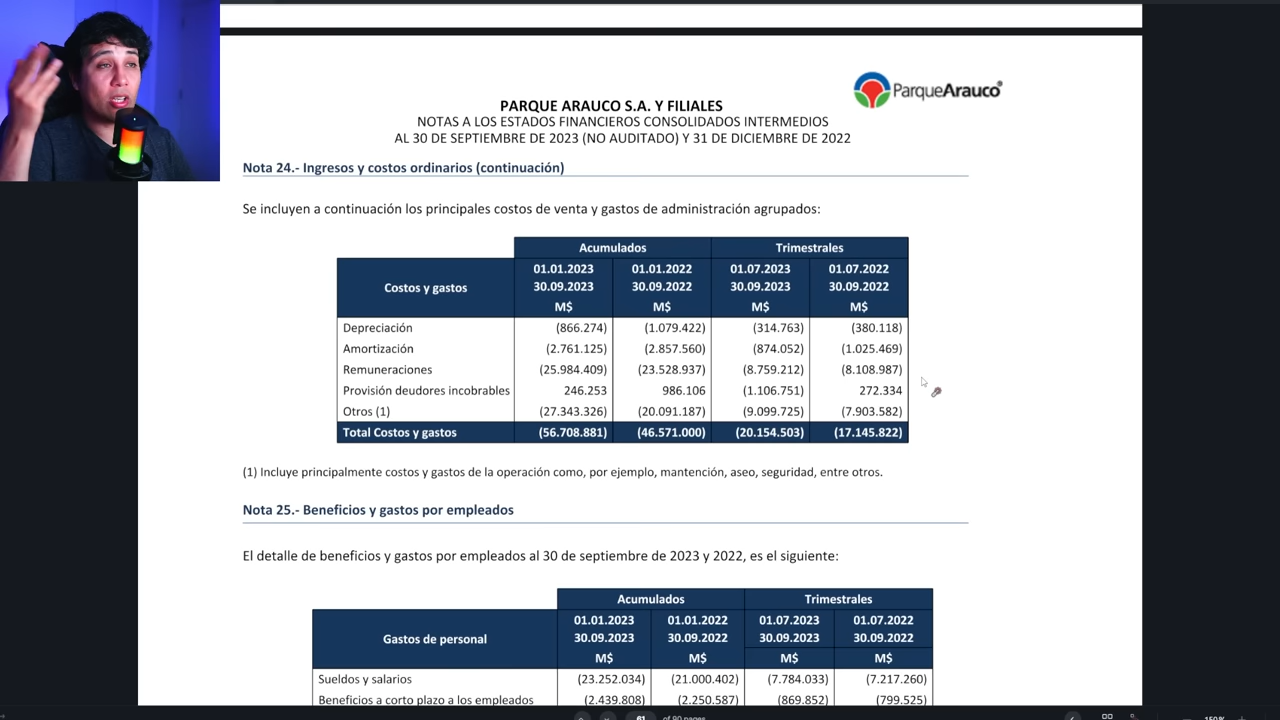 ParqueArauco
PARQUE ARAUCO S.A. Y FILIALES
NOTAS A LOS ESTADOS FINANCIEROS CONSOLIDADOS INTERMEDIOS
AL 30 DE SEPTIEMBRE DE 2023 (NO AUDITADO) Y 31 DE DICIEMBRE DE 2022
Nota 24.- Ingresos y costos ordinarios (continuación)
Se incluyen a continuación los principales costos de venta y gastos de administración agrupados:
Acumulados Trimestrales
Costos y gastos
01.01.2023 01.01.2022 01.07.2023 01.07.2022
30.09.2023 30.09.2022 30.09.2023 30.09.2022
M$ M$ M$ M$
Depreciación (866.274) (1.079.422) (314.763) (380.118)
Amortización (2.761.125) (2.857.560) (874.052) (1.025.469)
Remuneraciones (25.984.409) (23.528.937) (8.759.212) (8.108.987)
Provisión deudores incobrables 246.253 986.106 (1.106.751) 272.334
Otros (1) (27.343.326) (20.091.187) (9.099.725) (7.903.582)
Total Costos y gastos (56.708.881) (46.571.000) (20.154.503) (17.145.822)
(1) Incluye principalmente costos y gastos de la operación como, por ejemplo, mantención, aseo, seguridad, entre otros.
Nota 25.- Beneficios y gastos por empleados
El detalle de beneficios y gastos por empleados al 30 de septiembre de 2023 y 2022, es el siguiente:
Acumulados Trimestrales
Gastos de personal
01.01.2023 01.01.2022 01.07.2023 01.07.2022
30.09.2023 30.09.2022 30.09.2023 30.09.2022
M$ M$ M$ M$
Sueldos y salarios (23.252.034) (21.000.402) (7.784.033) (7.217.260)
Beneficios a corto plazo a los empleados (2.439.808) (2.250.587) (869.852) (799.525)
61 of 90 pages 150%